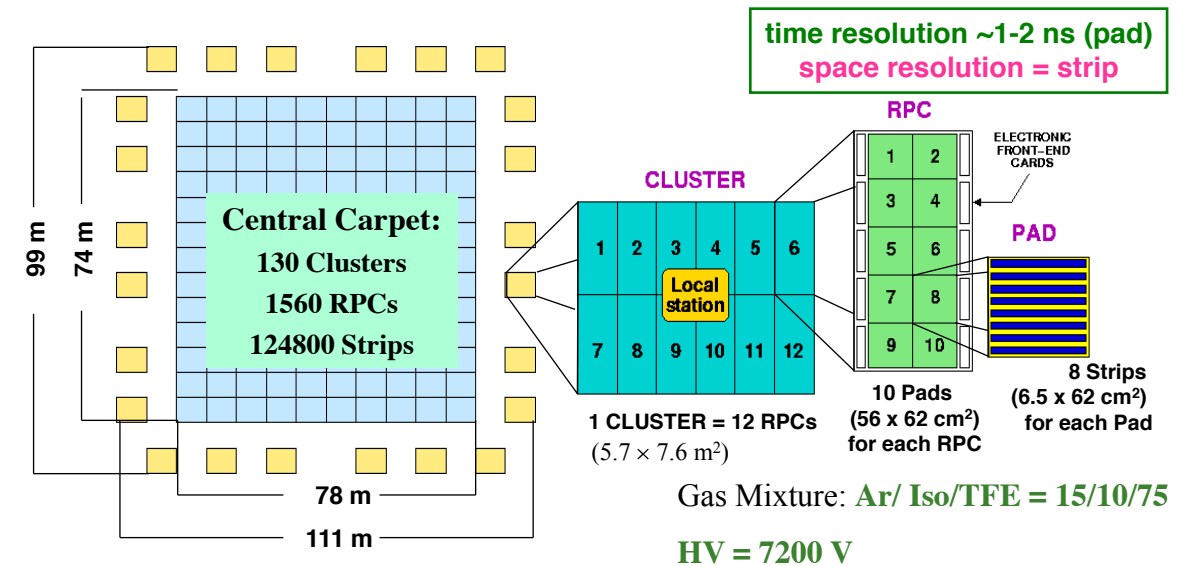 time resolution ~1-2 ns (pad)
space resolution = strip
99 m
74 m
Central Carpet:
130 Clusters
1560 RPCs
124800 Strips
78 m
111 m
CLUSTER
1 2 3 4 5 6
Local
station
7 8 9 10 11 12
1 CLUSTER = 12 RPCs
(5.7 × 7.6 m²)
RPC
1 2
3 4
5 6
7 8
9 10
ELECTRONIC
FRONT-END
CARDS
10 Pads
(56 x 62 cm²)
for each RPC
PAD
8 Strips
(6.5 x 62 cm²)
for each Pad
Gas Mixture: Ar/ Iso/TFE = 15/10/75
HV = 7200 V